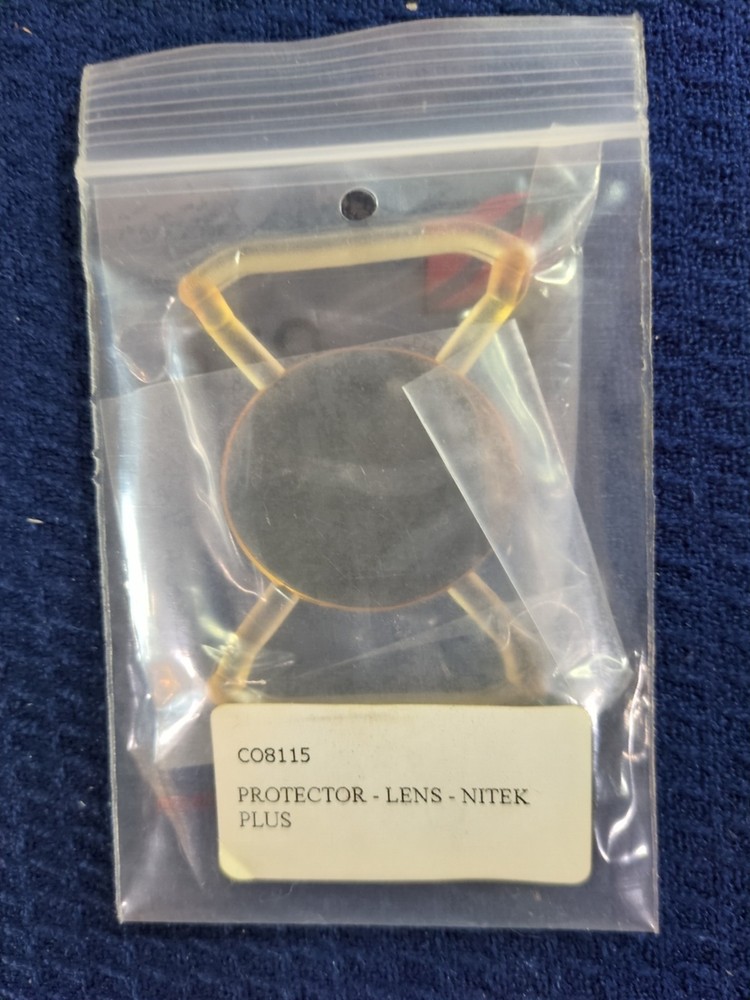 CO8115
PROTECTOR - LENS - NITEK
PLUS